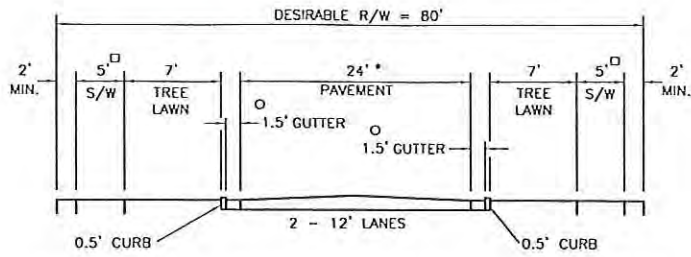 DESIRABLE R/W = 80'
2' 5'□ 7' 24' * 7' 5'□ 2'
MIN. S/W TREE LAWN PAVEMENT TREE LAWN S/W MIN.
○ 1.5' GUTTER
○ 1.5' GUTTER
2 - 12' LANES
0.5' CURB 0.5' CURB